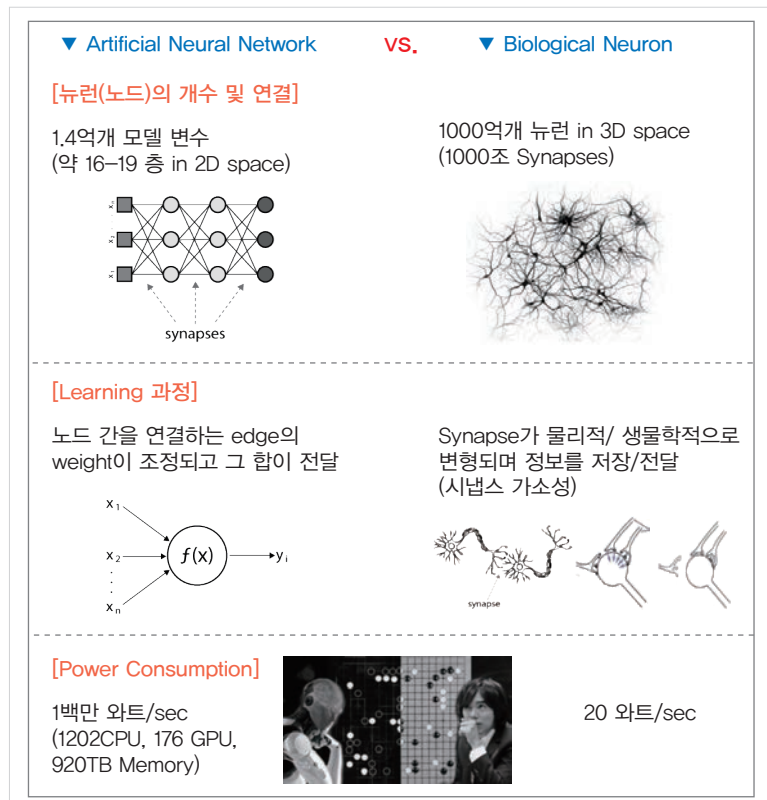 ▼ Artificial Neural Network VS. ▼ Biological Neuron
[뉴런(노드)의 개수 및 연결]
1.4억개 모델 변수
(약 16–19 층 in 2D space)
1000억개 뉴런 in 3D space
(1000조 Synapses)
synapses
[Learning 과정]
노드 간을 연결하는 edge의
weight이 조정되고 그 합이 전달
x₁
x₂
xₙ
f(x)
yᵢ
Synapse가 물리적/ 생물학적으로
변형되며 정보를 저장/전달
(시냅스 가소성)
synapse
[Power Consumption]
1백만 와트/sec
(1202CPU, 176 GPU,
920TB Memory)
20 와트/sec